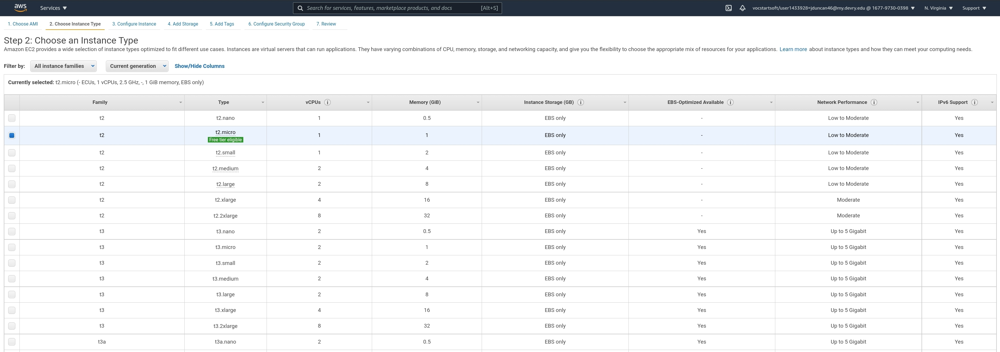 aws Services Search for services, features, marketplace products, and docs [Alt+S] vocstartsoft/user1433928=jduncan46@my.devry.edu @ 1677-9730-0398 N. Virginia Support
1. Choose AMI 2. Choose Instance Type 3. Configure Instance 4. Add Storage 5. Add Tags 6. Configure Security Group 7. Review
Step 2: Choose an Instance Type
Amazon EC2 provides a wide selection of instance types optimized to fit different use cases. Instances are virtual servers that can run applications. They have varying combinations of CPU, memory, storage, and networking capacity, and give you the flexibility to choose the appropriate mix of resources for your applications. Learn more about instance types and how they can meet your computing needs.
Filter by: All instance families Current generation Show/Hide Columns
Currently selected: t2.micro (- ECUs, 1 vCPUs, 2.5 GHz, -, 1 GiB memory, EBS only)
Family Type vCPUs i Memory (GiB) Instance Storage (GB) i EBS-Optimized Available i Network Performance i IPv6 Support i
t2 t2.nano 1 0.5 EBS only - Low to Moderate Yes
t2 t2.micro 1 1 EBS only - Low to Moderate Yes
Free tier eligible
t2 t2.small 1 2 EBS only - Low to Moderate Yes
t2 t2.medium 2 4 EBS only - Low to Moderate Yes
t2 t2.large 2 8 EBS only - Low to Moderate Yes
t2 t2.xlarge 4 16 EBS only - Moderate Yes
t2 t2.2xlarge 8 32 EBS only - Moderate Yes
t3 t3.nano 2 0.5 EBS only Yes Up to 5 Gigabit Yes
t3 t3.micro 2 1 EBS only Yes Up to 5 Gigabit Yes
t3 t3.small 2 2 EBS only Yes Up to 5 Gigabit Yes
t3 t3.medium 2 4 EBS only Yes Up to 5 Gigabit Yes
t3 t3.large 2 8 EBS only Yes Up to 5 Gigabit Yes
t3 t3.xlarge 4 16 EBS only Yes Up to 5 Gigabit Yes
t3 t3.2xlarge 8 32 EBS only Yes Up to 5 Gigabit Yes
t3a t3a.nano 2 0.5 EBS only Yes Up to 5 Gigabit Yes